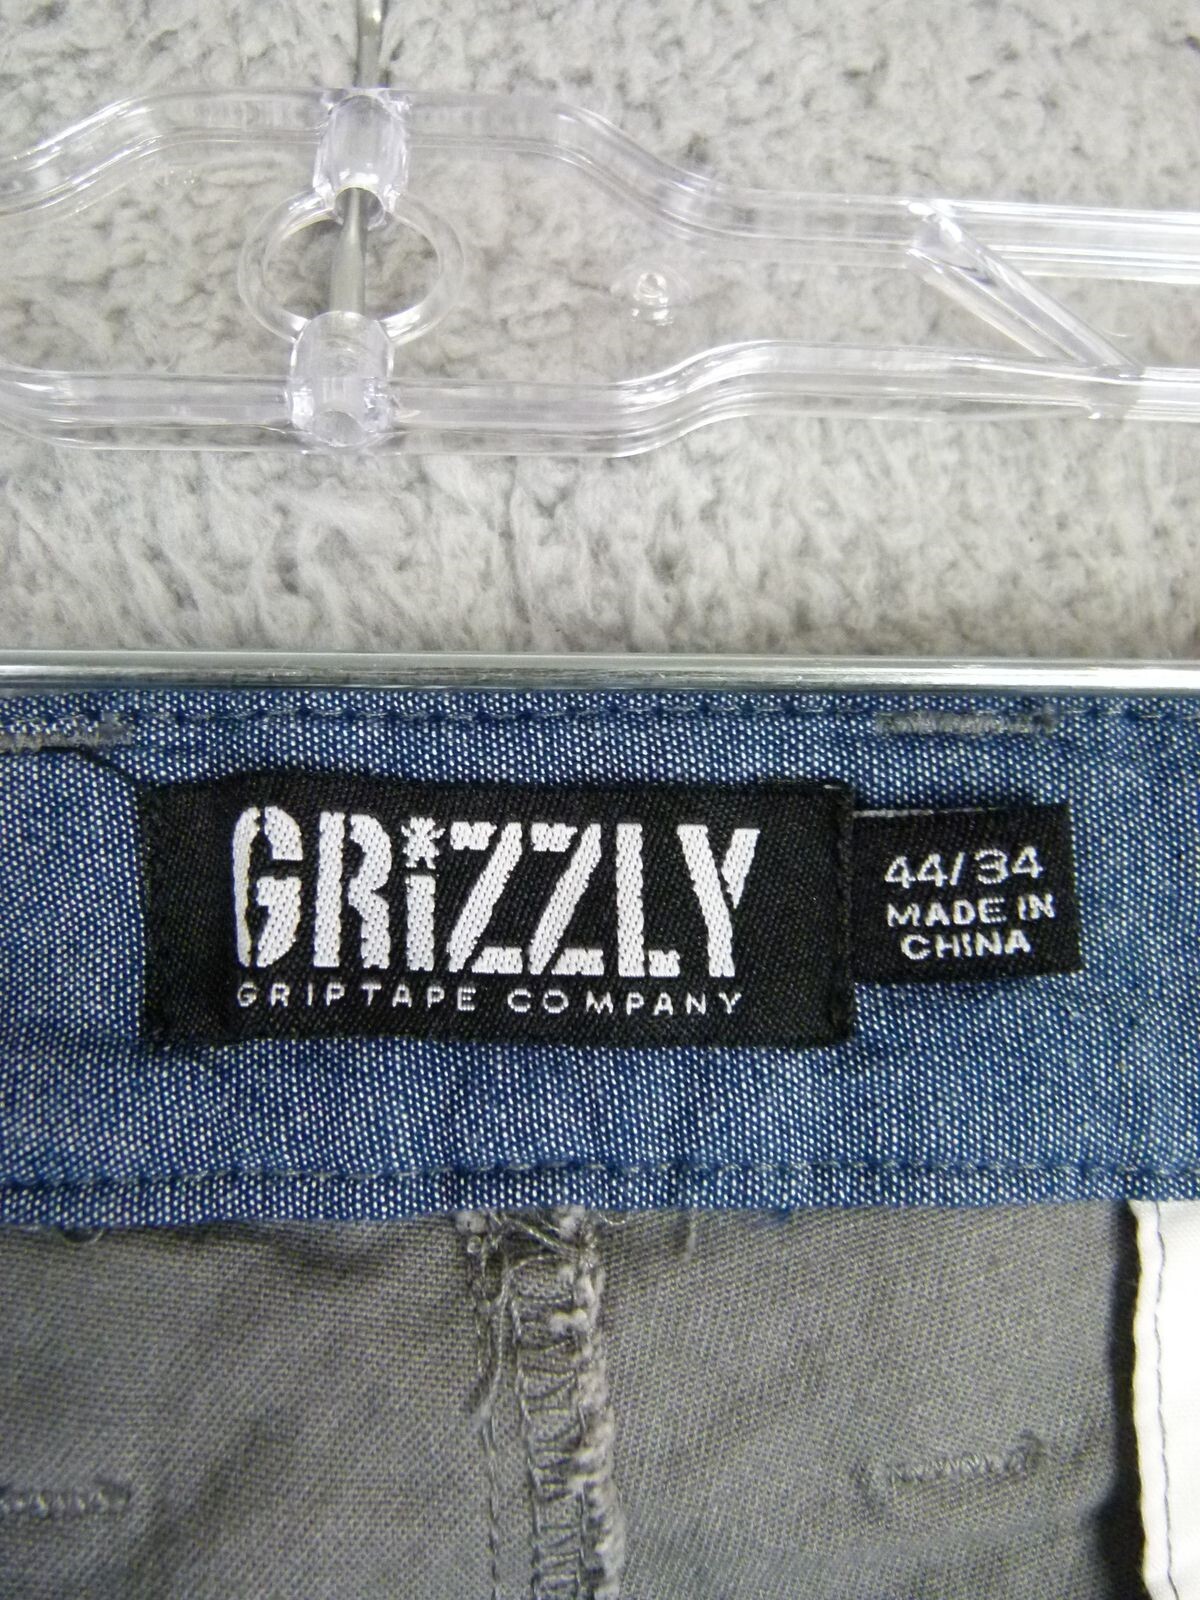 GRiZZLY
GRIPTAPE COMPANY
44/34
MADE IN
CHINA